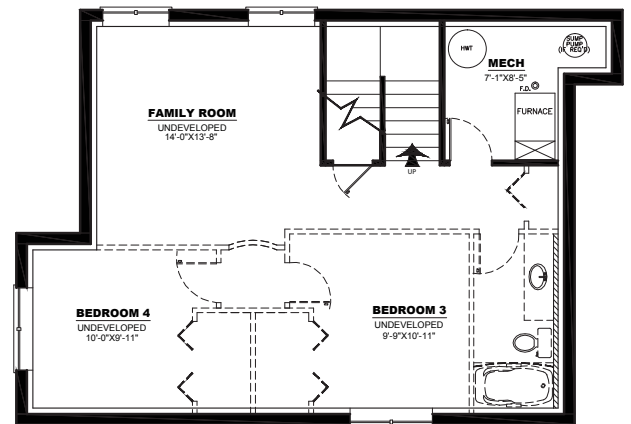 SUMP
PUMP
(IF REQ'D)
HWT
MECH
7'-1"X8'-5"
F.D.
FURNACE
FAMILY ROOM
UNDEVELOPED
14'-0"X13'-8"
UP
BEDROOM 4
UNDEVELOPED
10'-0"X9'-11"
BEDROOM 3
UNDEVELOPED
9'-9"X10'-11"